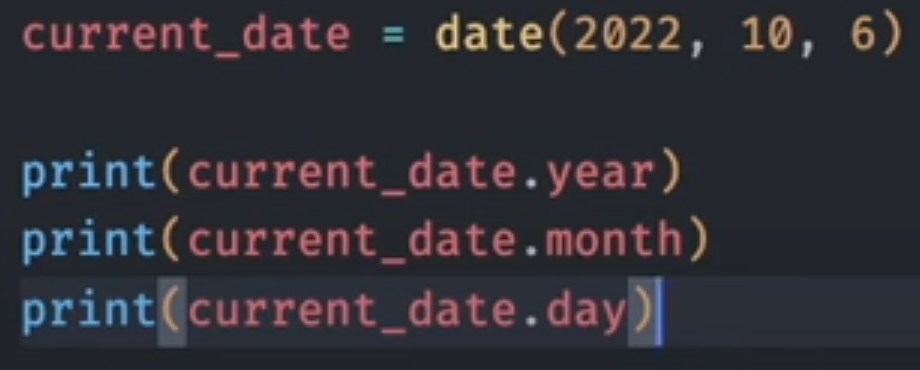 current_date = date(2022, 10, 6)
print(current_date.year)
print(current_date.month)
print(current_date.day)